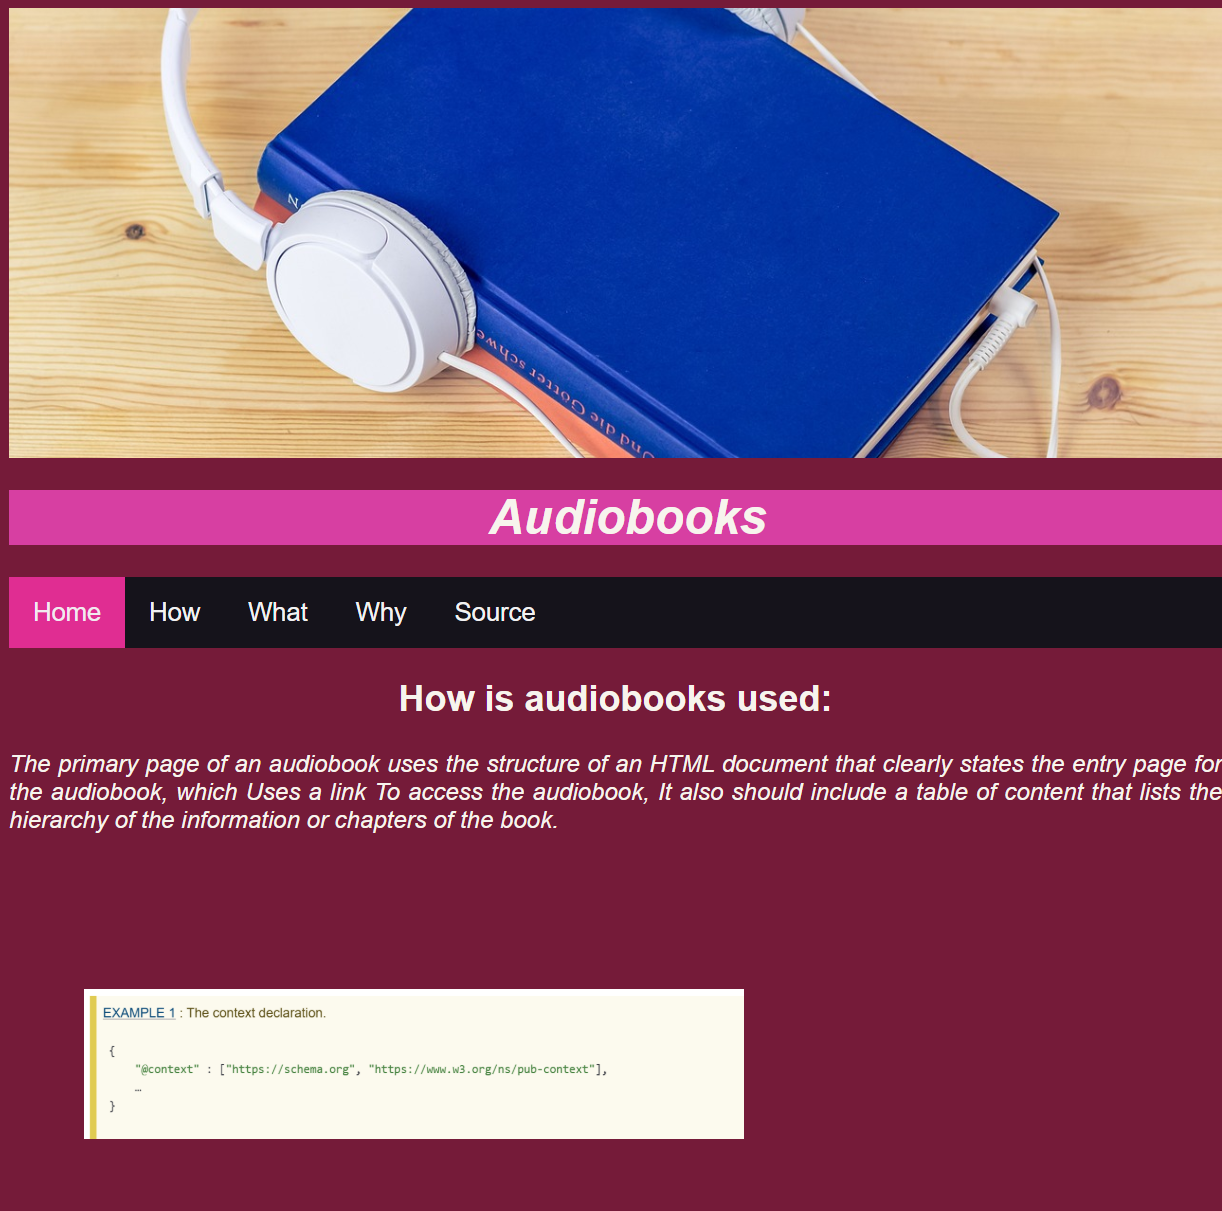 Und die Götter schwe
Audiobooks
Home How What Why Source
How is audiobooks used:
The primary page of an audiobook uses the structure of an HTML document that clearly states the entry page for
the audiobook, which Uses a link To access the audiobook, It also should include a table of content that lists the
hierarchy of the information or chapters of the book.
EXAMPLE 1 : The context declaration.
{
"@context" : ["https://schema.org", "https://www.w3.org/ns/pub-context"],
…
}